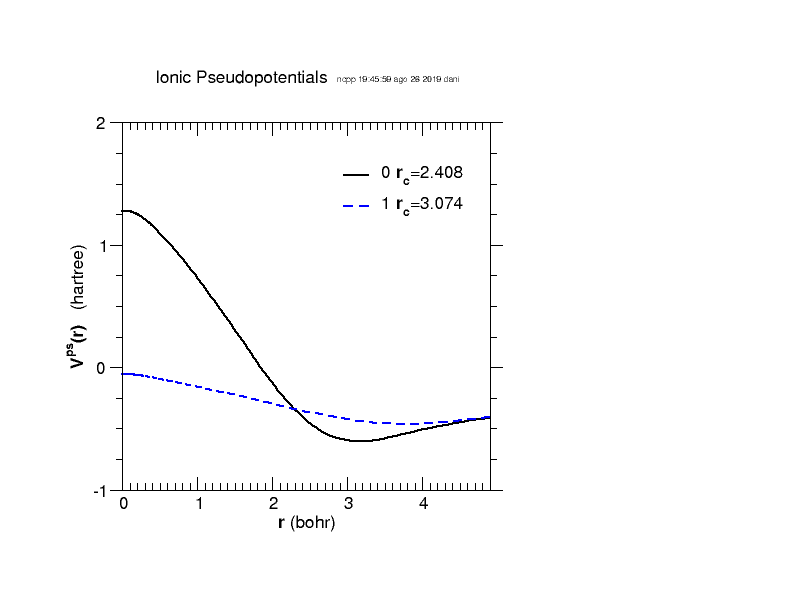 Ionic Pseudopotentials ncpp 19:45:59 ago 26 2019 dani
2
0 rc=2.408
1 rc=3.074
1
Vps(r) (hartree)
0
-1
0 1 2 3 4
r (bohr)